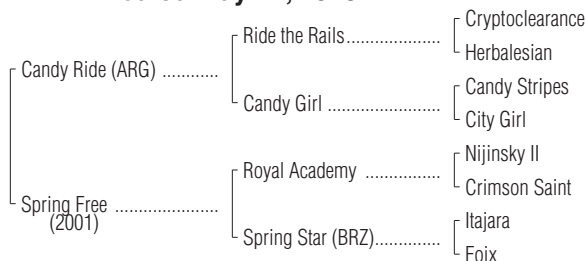 Cryptoclearance
Ride the Rails
Herbalesian
Candy Ride (ARG)
Candy Stripes
Candy Girl
City Girl
Nijinsky II
Royal Academy
Crimson Saint
Spring Free
(2001)
Itajara
Spring Star (BRZ)
Foix